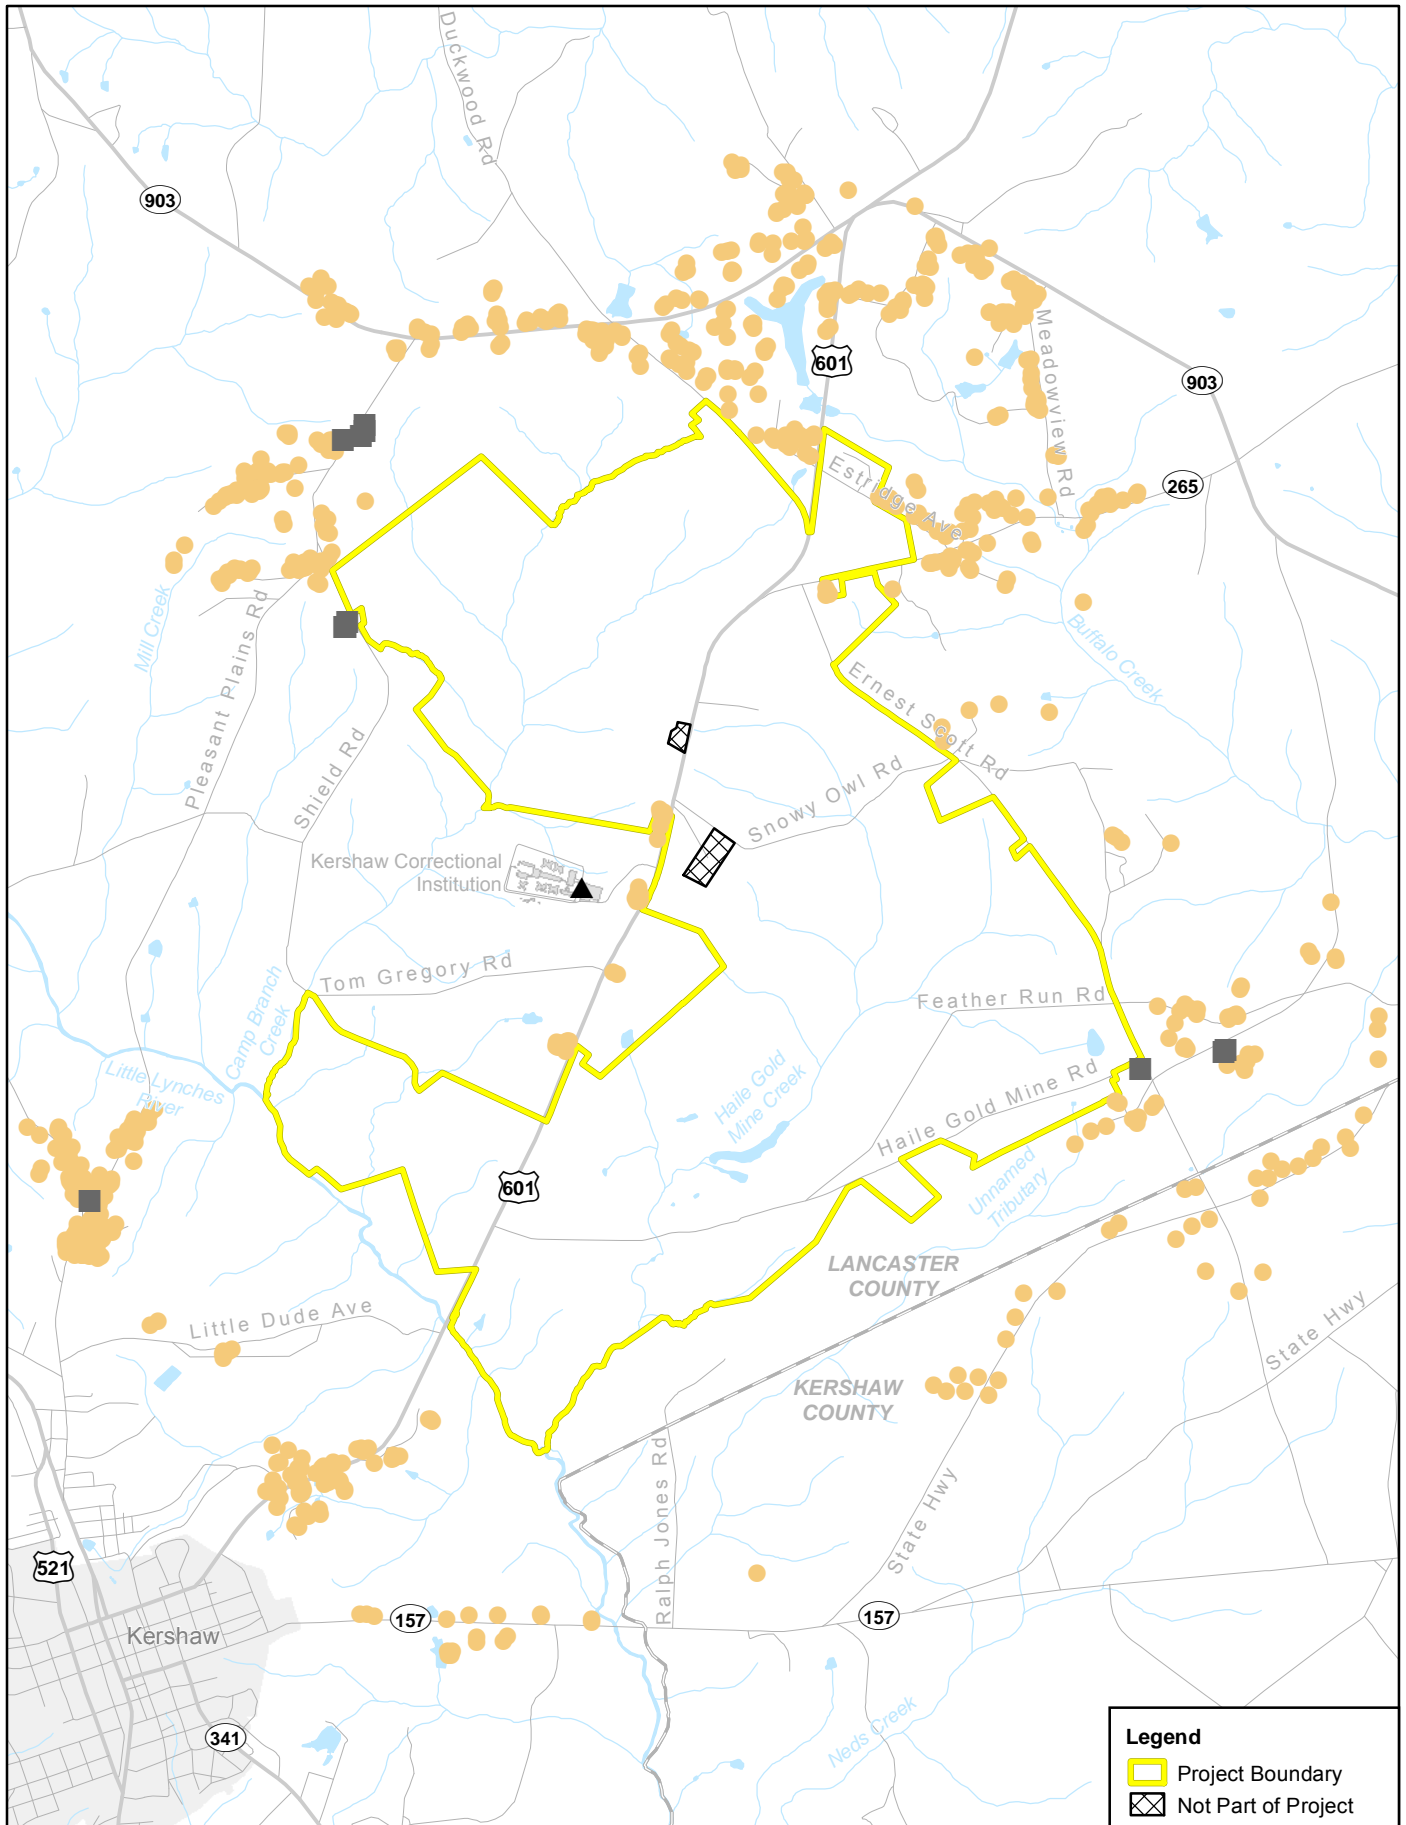 Duckwood Rd
903
601
903
Meadowview Rd
265
Estridge Ave
Mill Creek
Pleasant Plains Rd
Buffalo Creek
Ernest Scott Rd
Shield Rd
Snowy Owl Rd
Kershaw Correctional
Institution
Tom Gregory Rd
Feather Run Rd
Camp Branch
Creek
Little Lynches
River
Haile Gold
Mine Creek
Haile Gold Mine Rd
601
Unnamed
Tributary
LANCASTER
COUNTY
Little Dude Ave
State Hwy
KERSHAW
COUNTY
Ralph Jones Rd
State Hwy
521
157
157
Kershaw
341
Neds Creek
Legend
Project Boundary
Not Part of Project